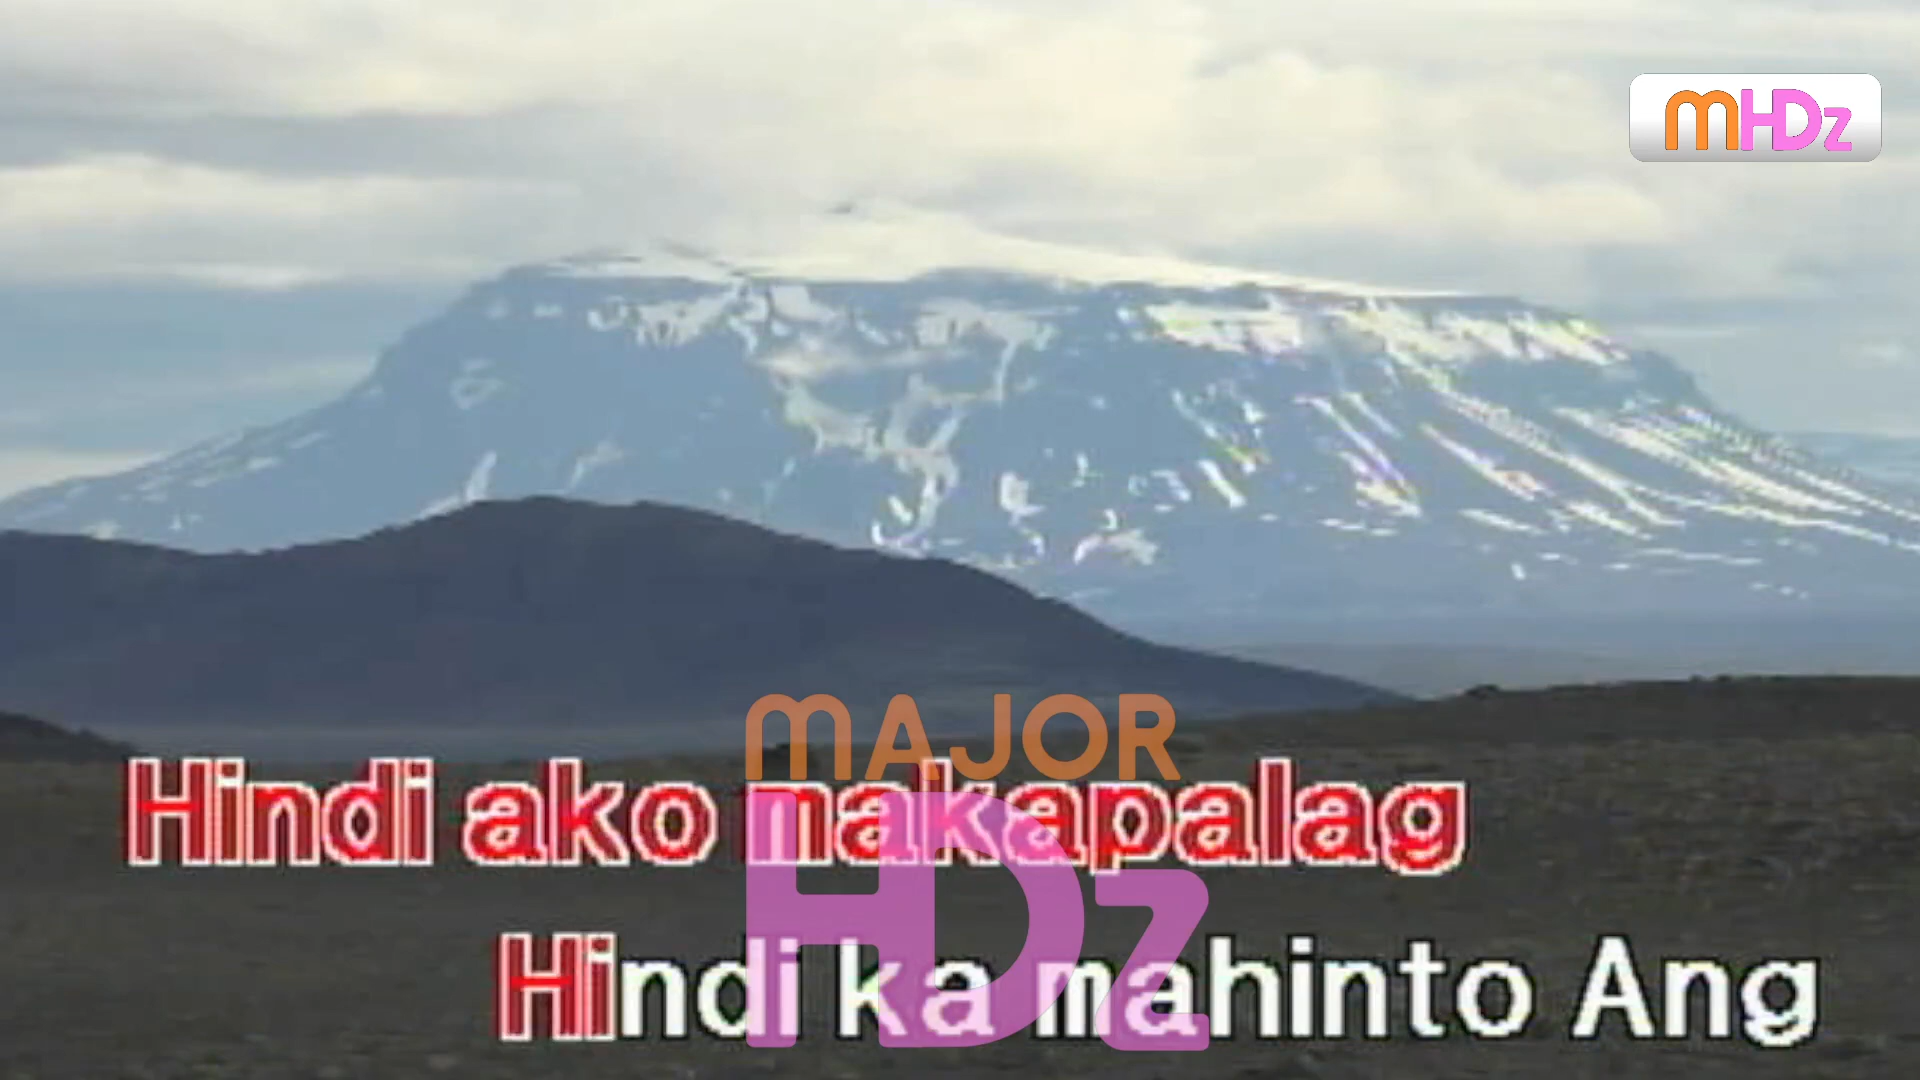 MHDz
MAJOR
Hindi ako makapalag
HDz
Hindi ka mahinto Ang